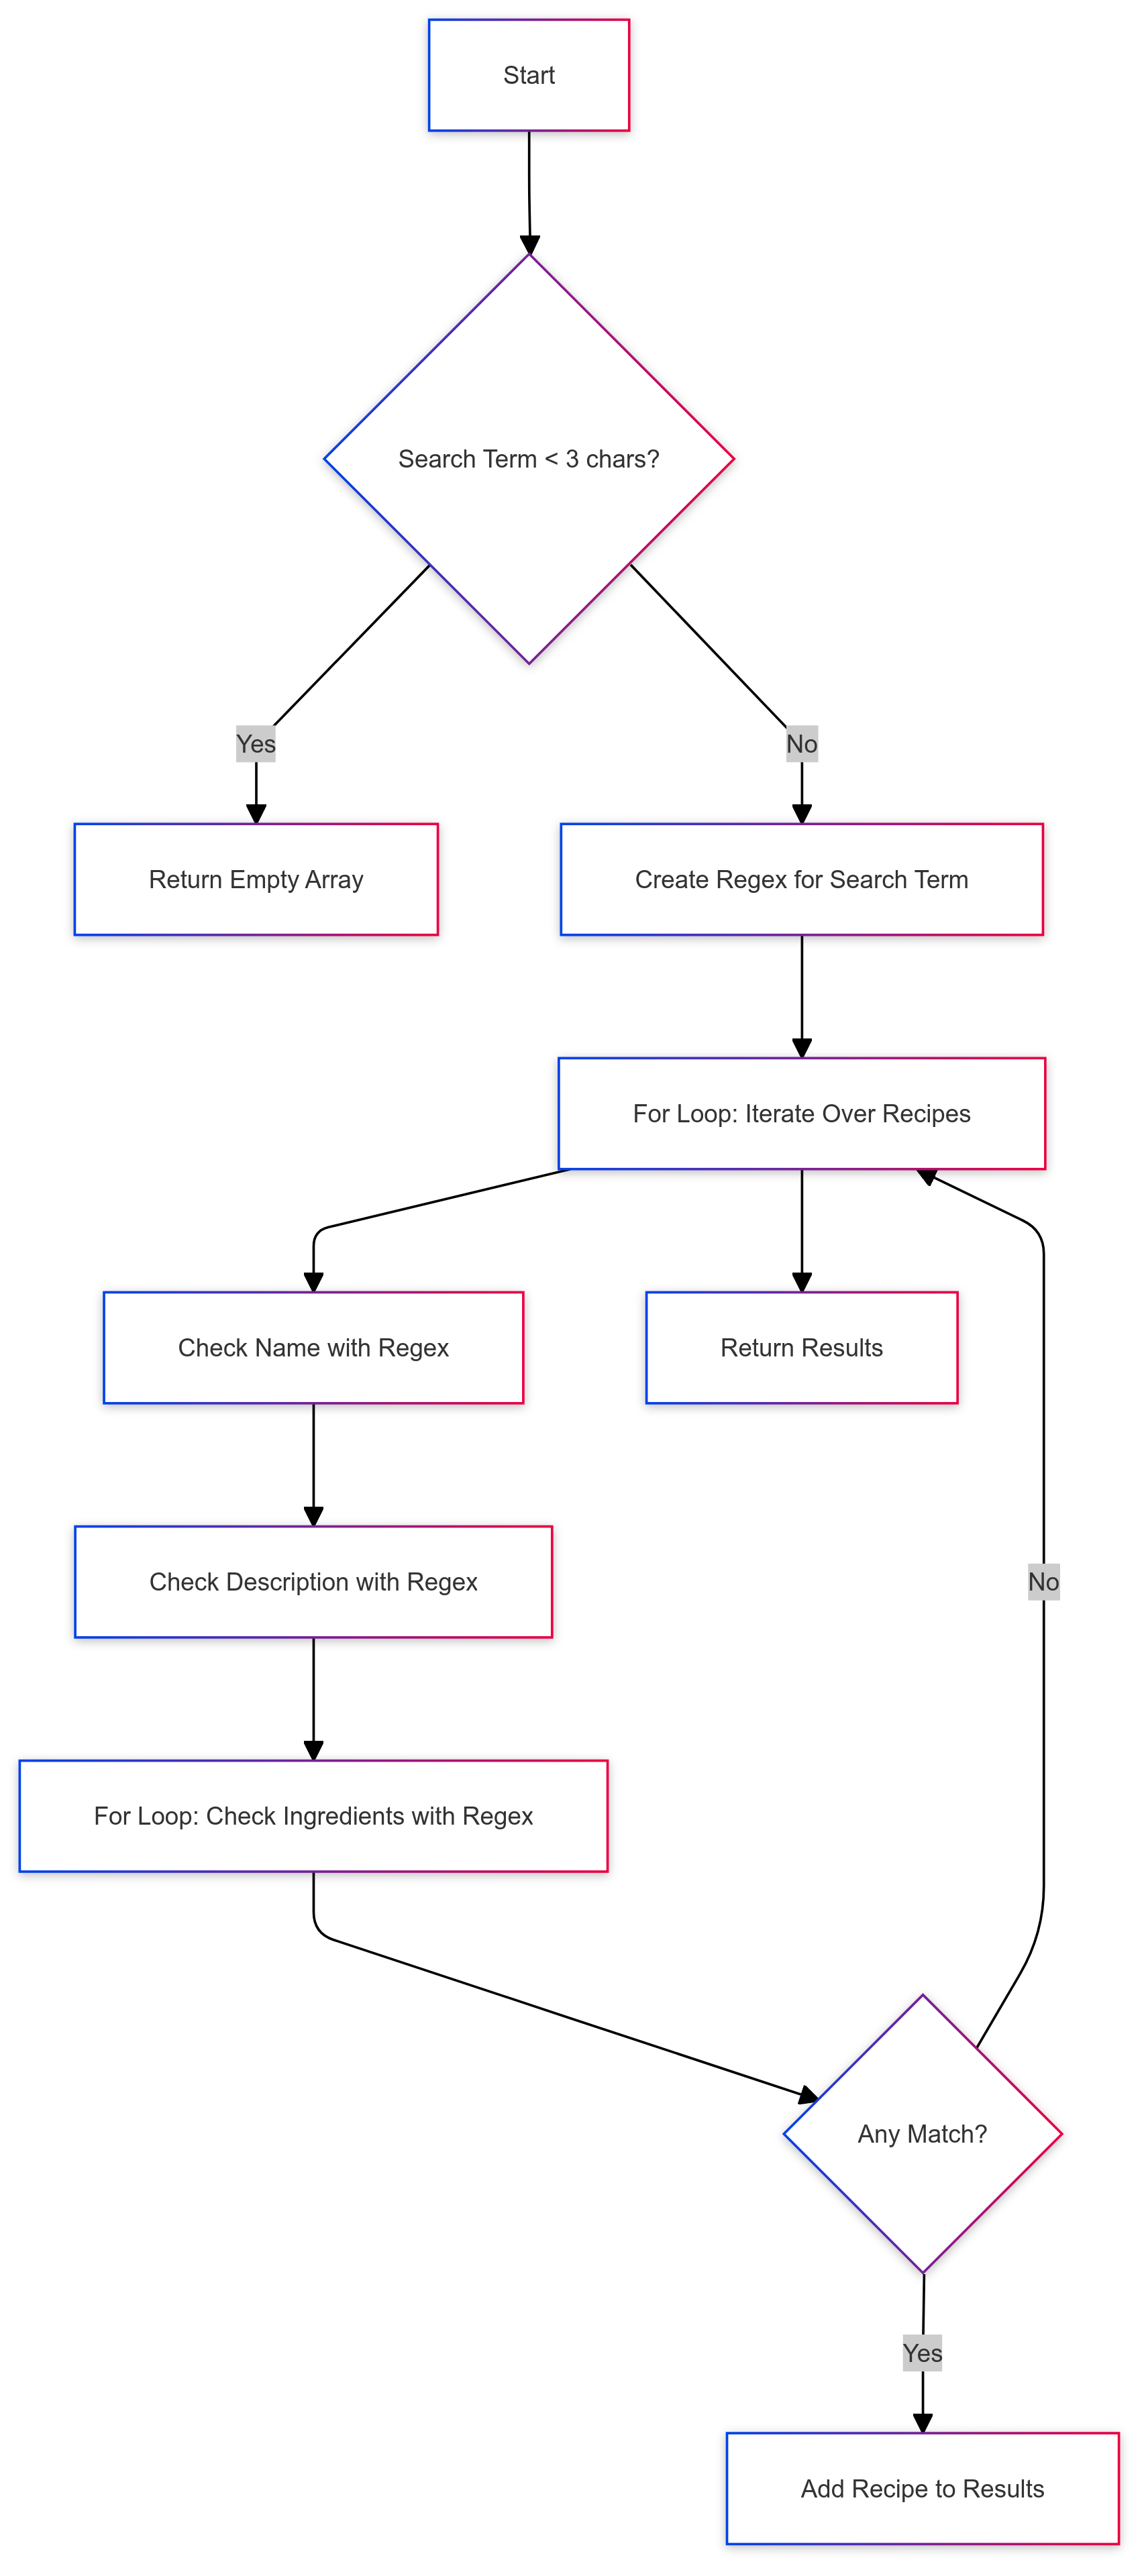 Start
Search Term < 3 chars?
Yes
No
Return Empty Array
Create Regex for Search Term
For Loop: Iterate Over Recipes
Check Name with Regex
Return Results
Check Description with Regex
No
For Loop: Check Ingredients with Regex
Any Match?
Yes
Add Recipe to Results